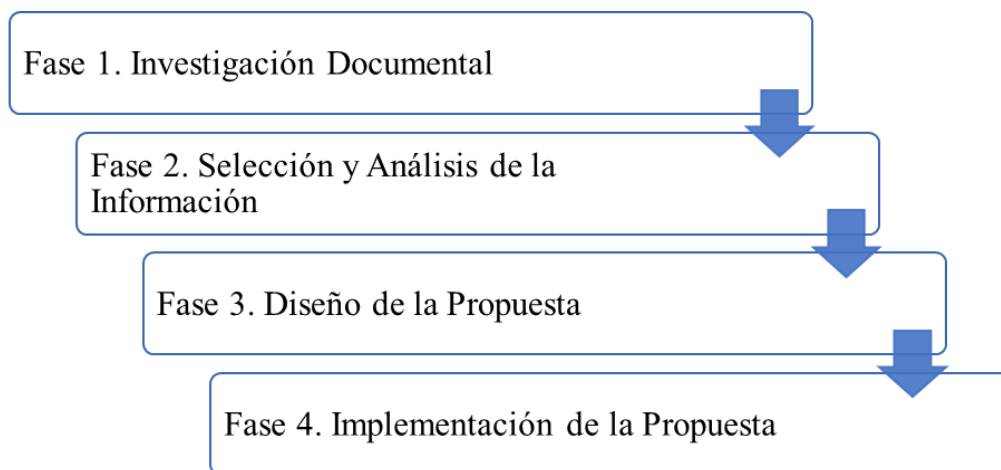 Fase 1. Investigación Documental
Fase 2. Selección y Análisis de la
Información
Fase 3. Diseño de la Propuesta
Fase 4. Implementación de la Propuesta